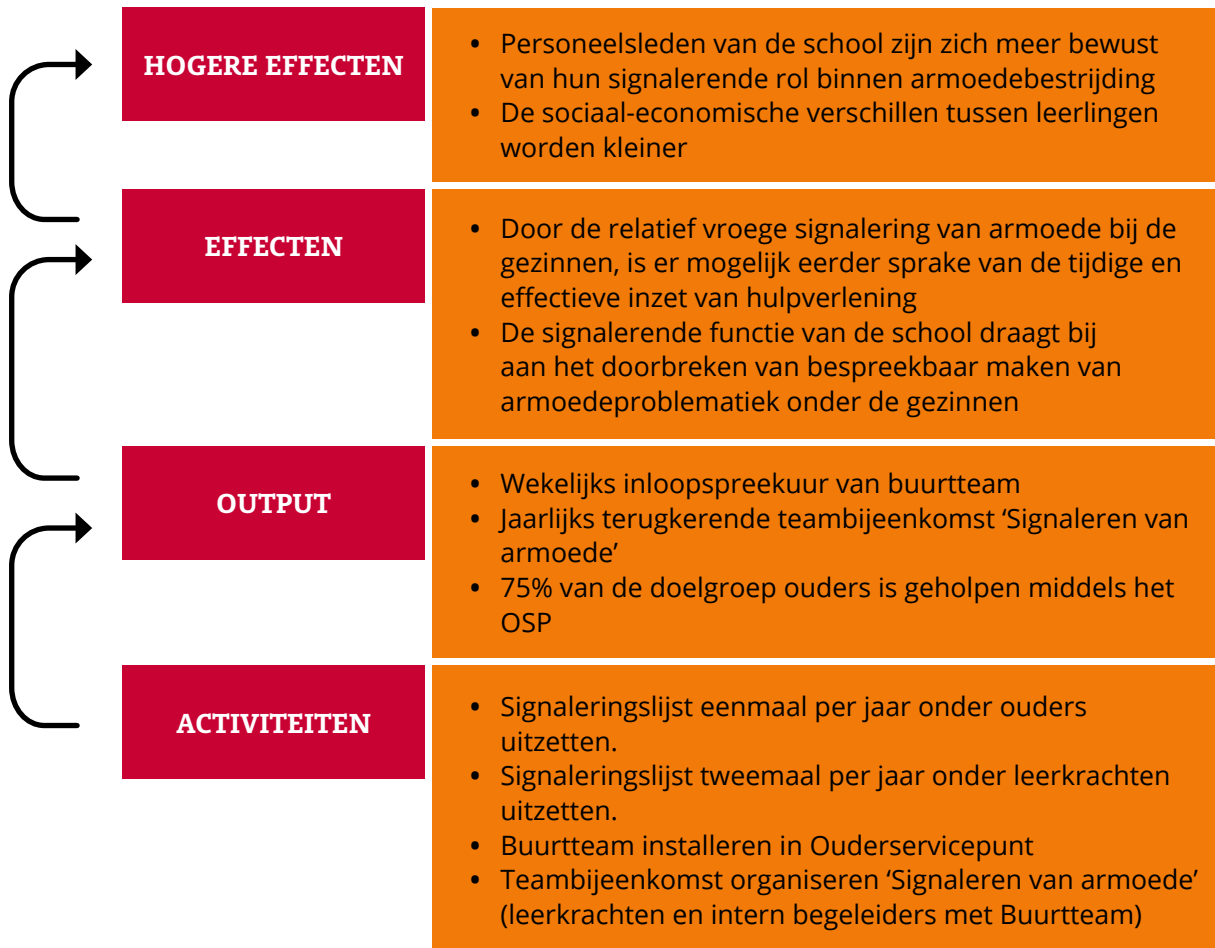 HOGERE EFFECTEN
• Personeelsleden van de school zijn zich meer bewust
van hun signalerende rol binnen armoedebestrijding
• De sociaal-economische verschillen tussen leerlingen
worden kleiner
EFFECTEN
• Door de relatief vroege signalering van armoede bij de
gezinnen, is er mogelijk eerder sprake van de tijdige en
effectieve inzet van hulpverlening
• De signalerende functie van de school draagt bij
aan het doorbreken van bespreekbaar maken van
armoedeproblematiek onder de gezinnen
OUTPUT
• Wekelijks inloopspreekuur van buurtteam
• Jaarlijks terugkerende teambijeenkomst ‘Signaleren van
armoede’
• 75% van de doelgroep ouders is geholpen middels het
OSP
ACTIVITEITEN
• Signaleringslijst eenmaal per jaar onder ouders
uitzetten.
• Signaleringslijst tweemaal per jaar onder leerkrachten
uitzetten.
• Buurtteam installeren in Ouderservicepunt
• Teambijeenkomst organiseren ‘Signaleren van armoede’
(leerkrachten en intern begeleiders met Buurtteam)